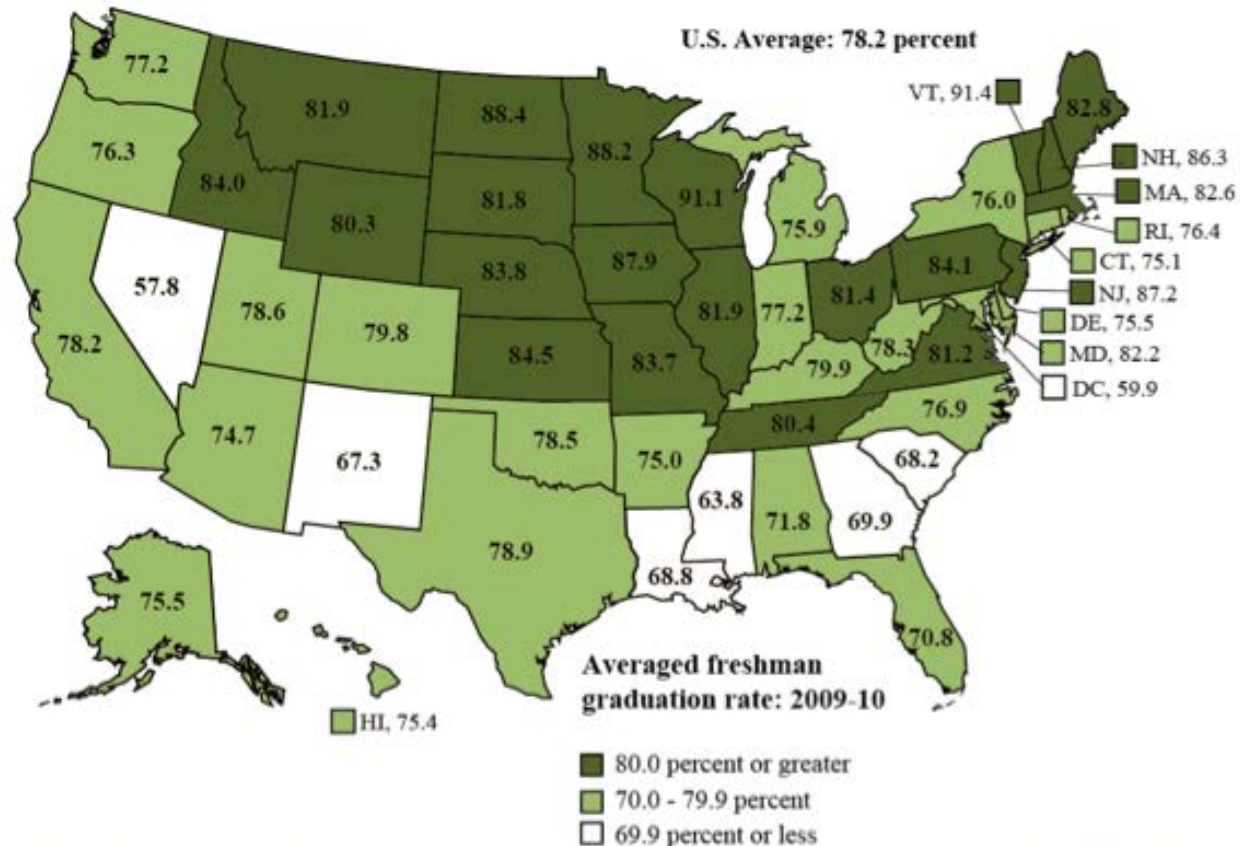 U.S. Average: 78.2 percent
77.2
76.3
81.9
84.0
80.3
88.4
81.8
83.8
84.5
88.2
87.9
83.7
91.1
81.9
75.9
77.2
81.4
84.1
76.0
82.8
VT, 91.4
NH, 86.3
MA, 82.6
RI, 76.4
CT, 75.1
NJ, 87.2
DE, 75.5
MD, 82.2
DC, 59.9
57.8
78.6
79.8
78.2
74.7
67.3
78.5
75.0
79.9
78.3
81.2
80.4
76.9
68.2
63.8
71.8
69.9
78.9
68.8
70.8
75.5
HI, 75.4
Averaged freshman
graduation rate: 2009-10
80.0 percent or greater
70.0 - 79.9 percent
69.9 percent or less